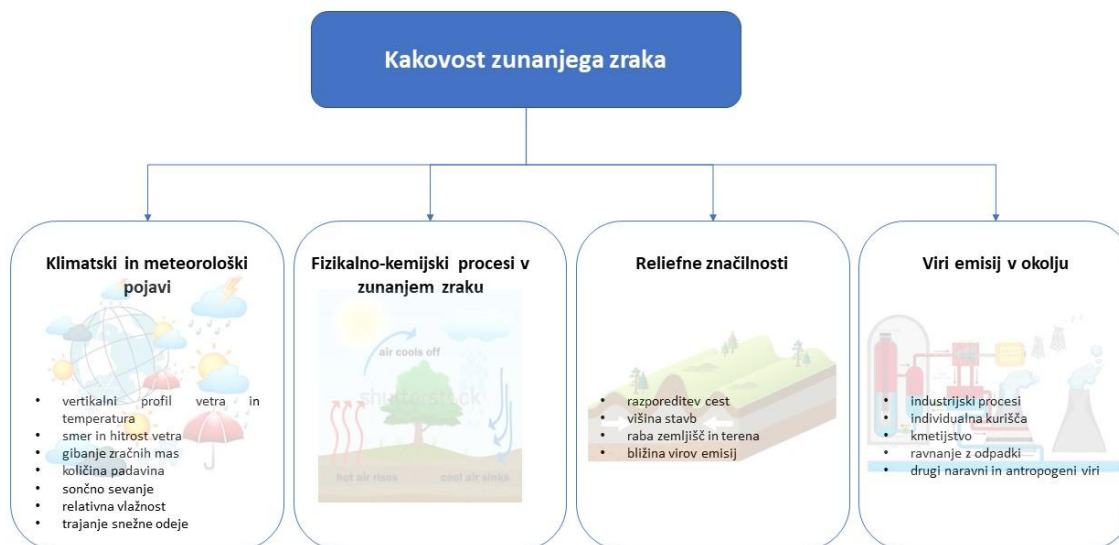 Kakovost zunanjega zraka
Klimatski in meteorološki
pojavi
• vertikalni profil vetra in
temperatura
• smer in hitrost vetra
• gibanje zračnih mas
• količina padavina
• sončno sevanje
• relativna vlažnost
• trajanje snežne odeje
Fizikalno-kemijski procesi v
zunanjem zraku
air cools off
shutterstock
hot air rises
cool air sinks
Reliefne značilnosti
• razporeditev cest
• višina stavb
• raba zemljišč in terena
• bližina virov emisij
Viri emisij v okolju
• industrijski procesi
• individualna kurišča
• kmetijstvo
• ravnanje z odpadki
• drugi naravni in antropogeni viri